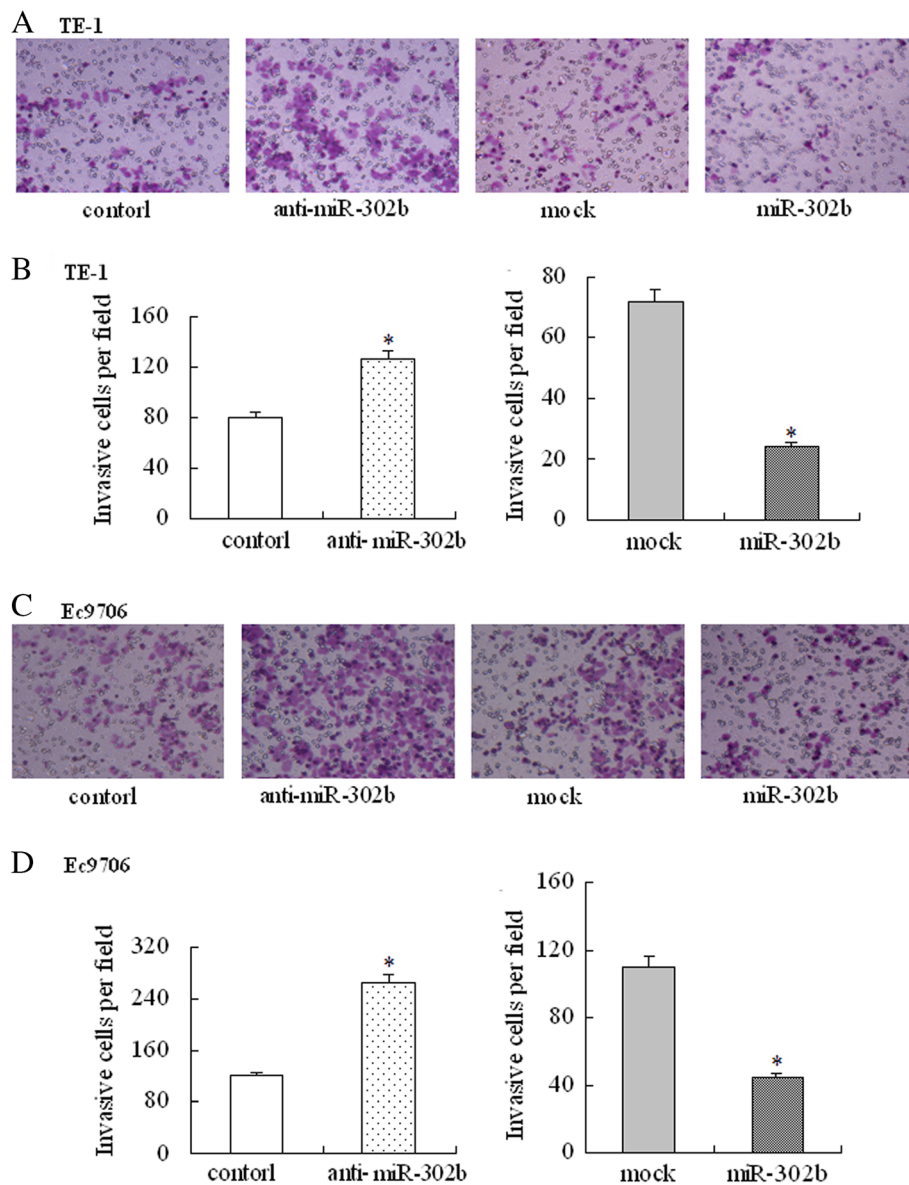 A TE-1
contorl anti-miR-302b mock miR-302b
B TE-1
Invasive cells per field
160
120
80
40
0
contorl anti- miR-302b
*
Invasive cells per field
80
60
40
20
0
mock miR-302b
*
C Ec9706
contorl anti-miR-302b mock miR-302b
D Ec9706
Invasive cells per field
320
240
160
80
0
contorl anti- miR-302b
*
Invasive cells per field
160
120
80
40
0
mock miR-302b
*